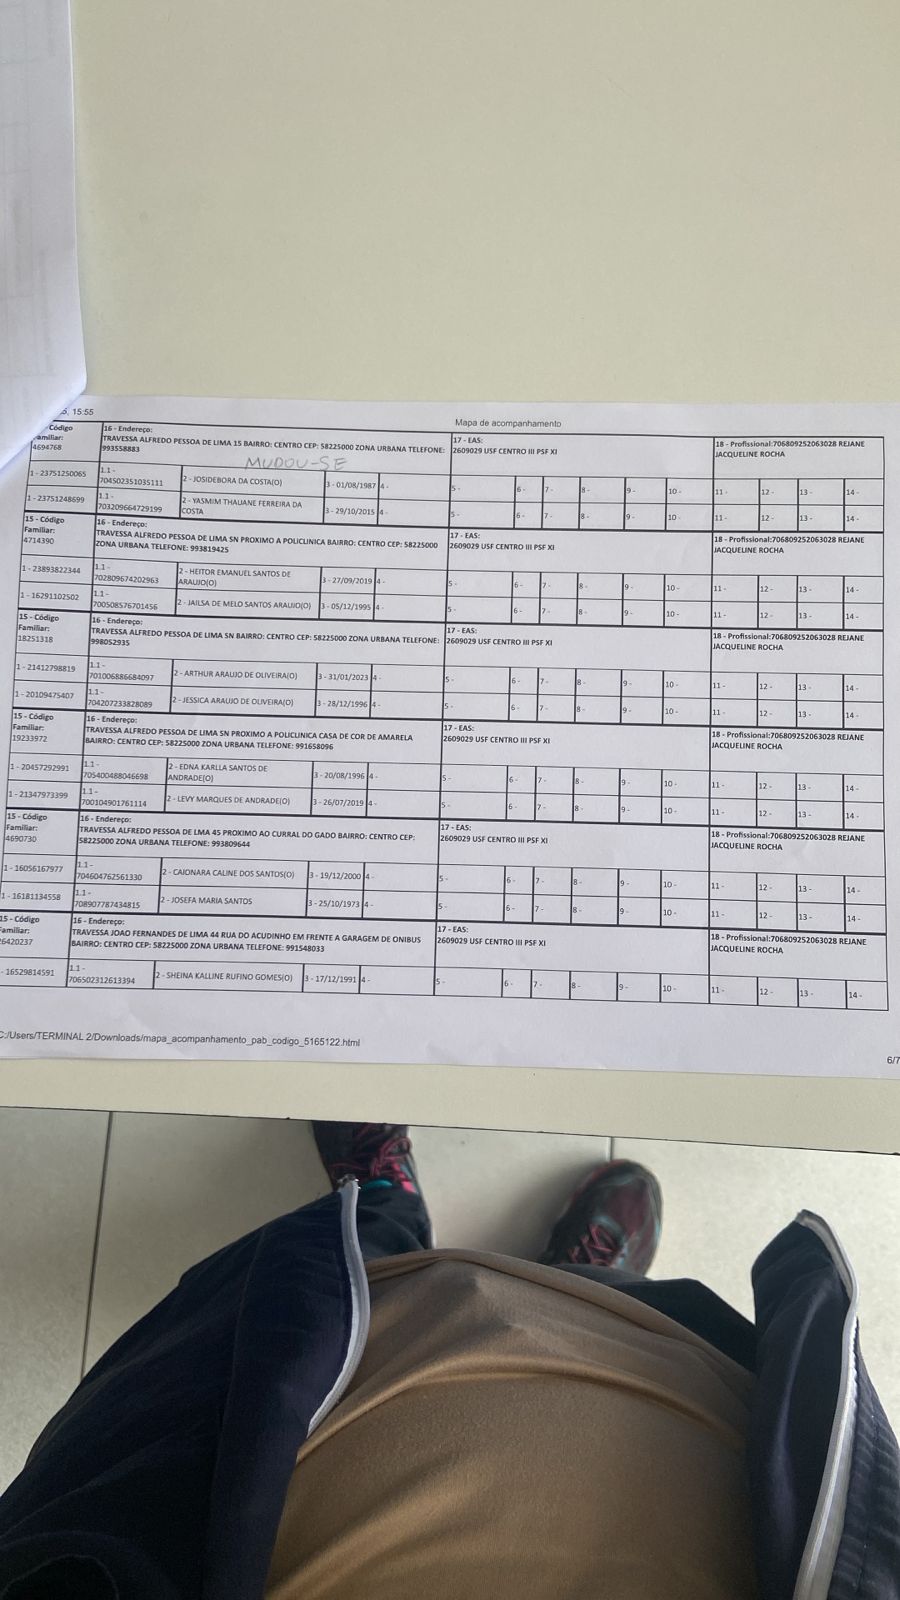 5, 15:55
Mapa de acompanhamento
Código
Familiar:
4694768
16 - Endereço:
TRAVESSA ALFREDO PESSOA DE LIMA 15 BAIRRO: CENTRO CEP: 58225000 ZONA URBANA TELEFONE:
993558883
MUDOU-SE
17 - EAS:
2609029 USF CENTRO III PSF XI
18 - Profissional:706809252063028 REJANE
JACQUELINE ROCHA
1 - 23751250065
1.1 -
704502351035111
2 - JOSIDEBORA DA COSTA(O)
3 - 01/08/1987
4 -
5 -
6 -
7 -
8 -
9 -
10 -
11 -
12 -
13 -
14 -
1 - 23751248699
1.1 -
703209664729199
2 - YASMIM THAUANE FERREIRA DA
COSTA
3 - 29/10/2015
4 -
5 -
6 -
7 -
8 -
9 -
10 -
11 -
12 -
13 -
14 -
15 - Código
Familiar:
4714390
16 - Endereço:
TRAVESSA ALFREDO PESSOA DE LIMA SN PROXIMO A POLICLINICA BAIRRO: CENTRO CEP: 58225000
ZONA URBANA TELEFONE: 993819425
17 - EAS:
2609029 USF CENTRO III PSF XI
18 - Profissional:706809252063028 REJANE
JACQUELINE ROCHA
1 - 23893822344
1.1 -
702809674202963
2 - HEITOR EMANUEL SANTOS DE
ARAUJO(O)
3 - 27/09/2019
4 -
5 -
6 -
7 -
8 -
9 -
10 -
11 -
12 -
13 -
14 -
1 - 16291102502
1.1 -
700508576701456
2 - JAILSA DE MELO SANTOS ARAUJO(O)
3 - 05/12/1995
4 -
5 -
6 -
7 -
8 -
9 -
10 -
11 -
12 -
13 -
14 -
15 - Código
Familiar:
18251318
16 - Endereço:
TRAVESSA ALFREDO PESSOA DE LIMA SN BAIRRO: CENTRO CEP: 58225000 ZONA URBANA TELEFONE:
998052935
17 - EAS:
2609029 USF CENTRO III PSF XI
18 - Profissional:706809252063028 REJANE
JACQUELINE ROCHA
1 - 21412798819
1.1 -
701006886684097
2 - ARTHUR ARAUJO DE OLIVEIRA(O)
3 - 31/01/2023
4 -
5 -
6 -
7 -
8 -
9 -
10 -
11 -
12 -
13 -
14 -
1 - 20109475407
1.1 -
704207233828089
2 - JESSICA ARAUJO DE OLIVEIRA(O)
3 - 28/12/1996
4 -
5 -
6 -
7 -
8 -
9 -
10 -
11 -
12 -
13 -
14 -
15 - Código
Familiar:
19233972
16 - Endereço:
TRAVESSA ALFREDO PESSOA DE LIMA SN PROXIMO A POLICLINICA CASA DE COR DE AMARELA
BAIRRO: CENTRO CEP: 58225000 ZONA URBANA TELEFONE: 991658096
17 - EAS:
2609029 USF CENTRO III PSF XI
18 - Profissional:706809252063028 REJANE
JACQUELINE ROCHA
1 - 20457292991
1.1 -
705400488046698
2 - EDNA KARLLA SANTOS DE
ANDRADE(O)
3 - 20/08/1996
4 -
5 -
6 -
7 -
8 -
9 -
10 -
11 -
12 -
13 -
14 -
1 - 21347973399
1.1 -
700104901761114
2 - LEVY MARQUES DE ANDRADE(O)
3 - 26/07/2019
4 -
5 -
6 -
7 -
8 -
9 -
10 -
11 -
12 -
13 -
14 -
15 - Código
Familiar:
4690730
16 - Endereço:
TRAVESSA ALFREDO PESSOA DE LMA 45 PROXIMO AO CURRAL DO GADO BAIRRO: CENTRO CEP:
58225000 ZONA URBANA TELEFONE: 993809644
17 - EAS:
2609029 USF CENTRO III PSF XI
18 - Profissional:706809252063028 REJANE
JACQUELINE ROCHA
1 - 16056167977
1.1 -
704604762561330
2 - CAIONARA CALINE DOS SANTOS(O)
3 - 19/12/2000
4 -
5 -
6 -
7 -
8 -
9 -
10 -
11 -
12 -
13 -
14 -
1 - 16181134558
1.1 -
708907787434815
2 - JOSEFA MARIA SANTOS
3 - 25/10/1973
4 -
5 -
6 -
7 -
8 -
9 -
10 -
11 -
12 -
13 -
14 -
15 - Código
Familiar:
6420237
16 - Endereço:
TRAVESSA JOAO FERNANDES DE LIMA 44 RUA DO ACUDINHO EM FRENTE A GARAGEM DE ONIBUS
BAIRRO: CENTRO CEP: 58225000 ZONA URBANA TELEFONE: 991548033
17 - EAS:
2609029 USF CENTRO III PSF XI
18 - Profissional:706809252063028 REJANE
JACQUELINE ROCHA
- 16529814591
1.1 -
706502312613394
2 - SHEINA KALLINE RUFINO GOMES(O)
3 - 17/12/1991
4 -
5 -
6 -
7 -
8 -
9 -
10 -
11 -
12 -
13 -
14 -
C:/Users/TERMINAL 2/Downloads/mapa_acompanhamento_pab_codigo_5165122.html
6/7